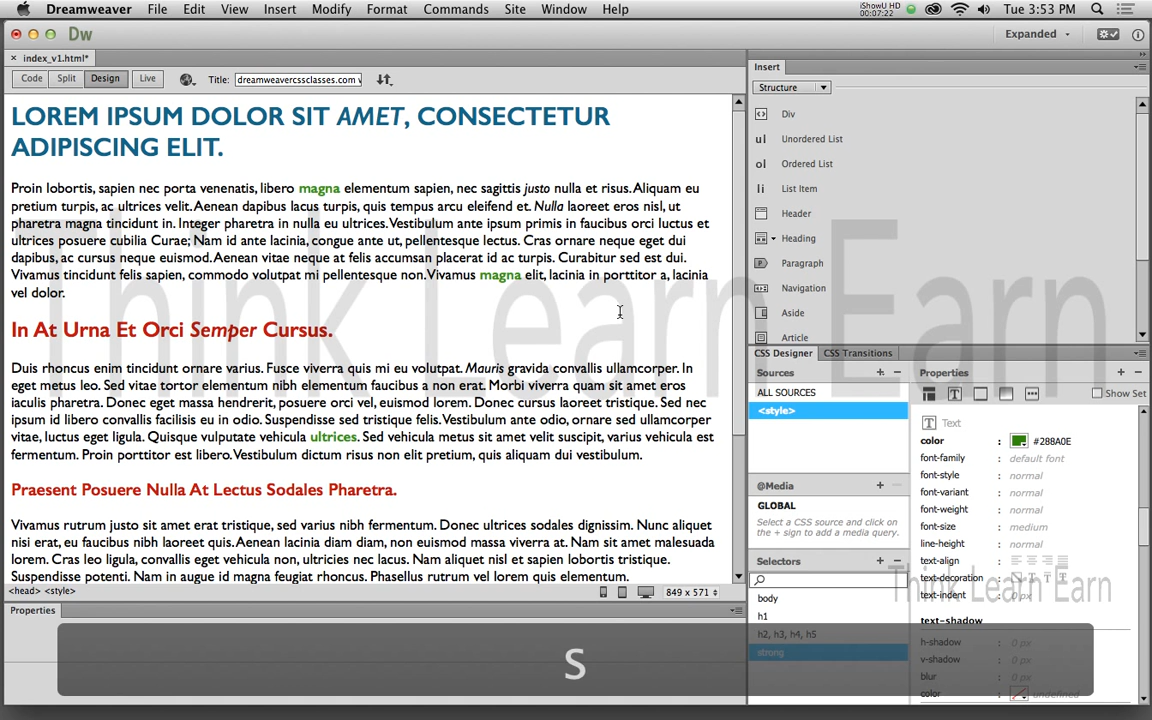 Dreamweaver File Edit View Insert Modify Format Commands Site Window Help
iShowU HD
00:07:22
Tue 3:53 PM
Dw
Expanded
index_v1.html*
Code Split Design Live Title: dreamweavercssclasses.com v
LOREM IPSUM DOLOR SIT AMET, CONSECTETUR
ADIPISCING ELIT.
Proin lobortis, sapien nec porta venenatis, libero magna elementum sapien, nec sagittis justo nulla et risus. Aliquam eu
pretium turpis, ac ultrices velit. Aenean dapibus lacus turpis, quis tempus arcu eleifend et. Nulla laoreet eros nisl, ut
pharetra magna tincidunt in. Integer pharetra in nulla eu ultrices. Vestibulum ante ipsum primis in faucibus orci luctus et
ultrices posuere cubilia Curae; Nam id ante lacinia, congue ante ut, pellentesque lectus. Cras ornare neque eget dui
dapibus, ac cursus neque euismod. Aenean vitae neque at felis accumsan placerat id ac turpis. Curabitur sed est dui.
Vivamus tincidunt felis sapien, commodo volutpat mi pellentesque non. Vivamus magna elit, lacinia in porttitor a, lacinia
vel dolor.
In At Urna Et Orci Semper Cursus.
Duis rhoncus enim tincidunt ornare varius. Fusce viverra quis mi eu volutpat. Mauris gravida convallis ullamcorper. In
eget metus leo. Sed vitae tortor elementum nibh elementum faucibus a non erat. Morbi viverra quam sit amet eros
iaculis pharetra. Donec eget massa hendrerit, posuere orci vel, euismod lorem. Donec cursus laoreet tristique. Sed nec
ipsum id libero convallis facilisis eu in odio. Suspendisse sed tristique felis. Vestibulum ante odio, ornare sed ullamcorper
vitae, luctus eget ligula. Quisque vulputate vehicula ultrices. Sed vehicula metus sit amet velit suscipit, varius vehicula est
fermentum. Proin porttitor est libero. Vestibulum dictum risus non elit pretium, quis aliquam dui vestibulum.
Praesent Posuere Nulla At Lectus Sodales Pharetra.
Vivamus rutrum justo sit amet erat tristique, sed varius nibh fermentum. Donec ultrices sodales dignissim. Nunc aliquet
nisi erat, eu faucibus nibh laoreet quis. Aenean lacinia diam diam, non euismod massa viverra at. Nam sit amet malesuada
lorem. Cras leo ligula, convallis eget vehicula non, ultricies nec lacus. Nam aliquet nisl et sapien lobortis tristique.
Suspendisse potenti. Nam in augue id magna feugiat rhoncus. Phasellus rutrum vel lorem quis elementum.
<head> <style>
849 x 571
Properties
S
Think Learn Earn
Insert
Structure
Div
ul Unordered List
ol Ordered List
li List Item
Header
Heading
Paragraph
Navigation
Aside
Article
CSS Designer CSS Transitions
Sources
ALL SOURCES
<style>
@Media
GLOBAL
Select a CSS source and click on
the + sign to add a media query.
Selectors
body
h1
h2, h3, h4, h5
strong
Properties
Show Set
Text
color : #288A0E
font-family : default font
font-style : normal
font-variant : normal
font-weight : normal
font-size : medium
line-height : normal
text-align :
text-decoration :
text-indent : 0 px
text-shadow
h-shadow : 0 px
v-shadow : 0 px
blur : 0 px
color : undefined
Think Learn Earn